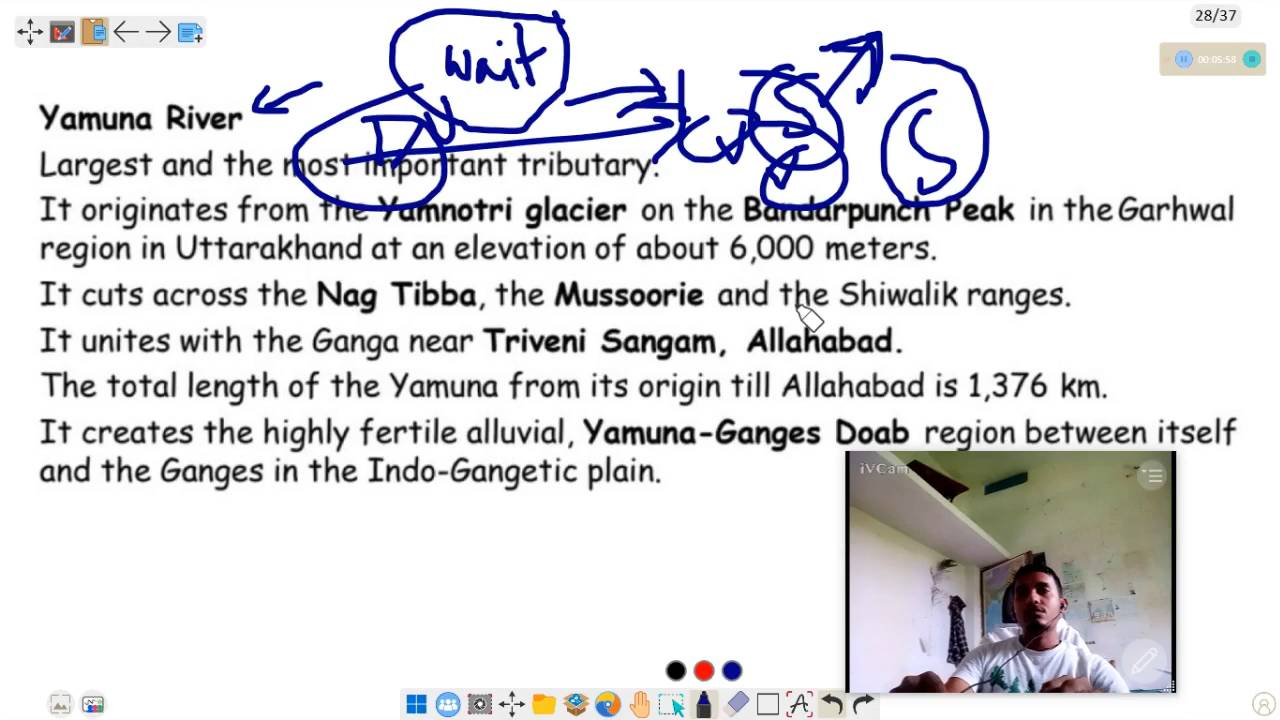 28/37
00:05:58
wait
Yamuna River
Largest and the most important tributary.
It originates from the Yamnotri glacier on the Bandarpunch Peak in the Garhwal
region in Uttarakhand at an elevation of about 6,000 meters.
It cuts across the Nag Tibba, the Mussoorie and the Shiwalik ranges.
It unites with the Ganga near Triveni Sangam, Allahabad.
The total length of the Yamuna from its origin till Allahabad is 1,376 km.
It creates the highly fertile alluvial, Yamuna-Ganges Doab region between itself
and the Ganges in the Indo-Gangetic plain.
iVCam